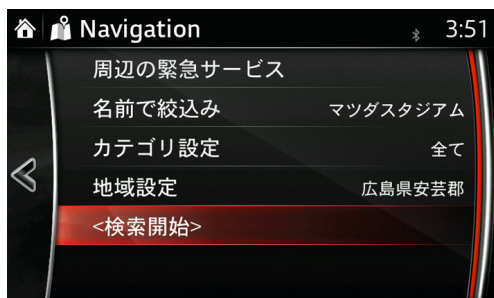 Navigation 3:51
周辺の緊急サービス
名前で絞込み マツダスタジアム
カテゴリ設定 全て
地域設定 広島県安芸郡
<検索開始>